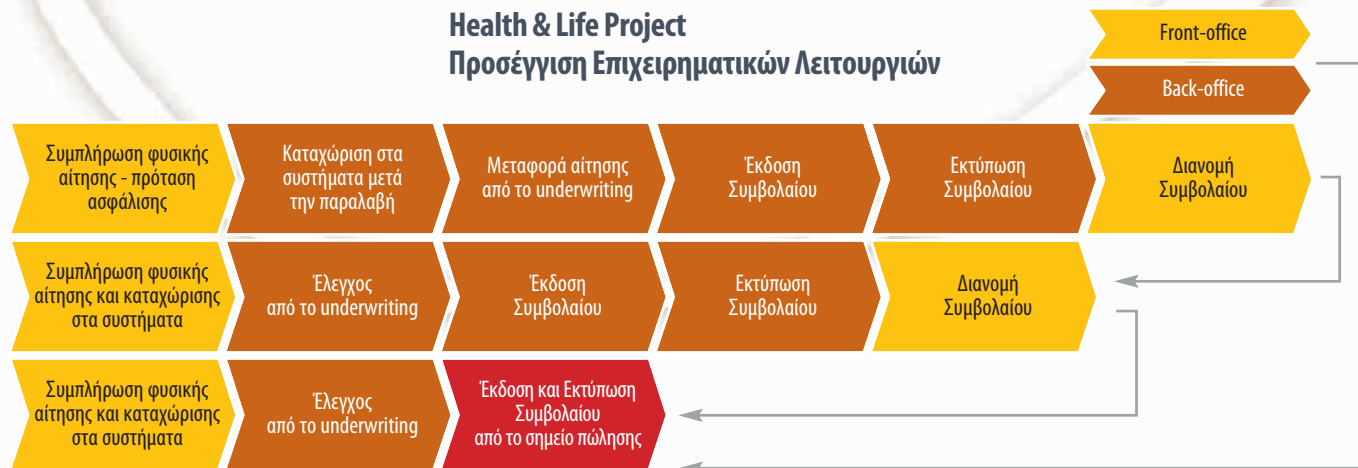 Health & Life Project
Προσέγγιση Επιχειρηματικών Λειτουργιών
Front-office
Back-office
Συμπλήρωση φυσικής
αίτησης - πρόταση
ασφάλισης
Καταχώριση στα
συστήματα μετά
την παραλαβή
Μεταφορά αίτησης
από το underwriting
Έκδοση
Συμβολαίου
Εκτύπωση
Συμβολαίου
Διανομή
Συμβολαίου
Συμπλήρωση φυσικής
αίτησης και καταχώρισης
στα συστήματα
Έλεγχος
από το underwriting
Έκδοση
Συμβολαίου
Εκτύπωση
Συμβολαίου
Διανομή
Συμβολαίου
Συμπλήρωση φυσικής
αίτησης και καταχώρισης
στα συστήματα
Έλεγχος
από το underwriting
Έκδοση και Εκτύπωση
Συμβολαίου
από το σημείο πώλησης